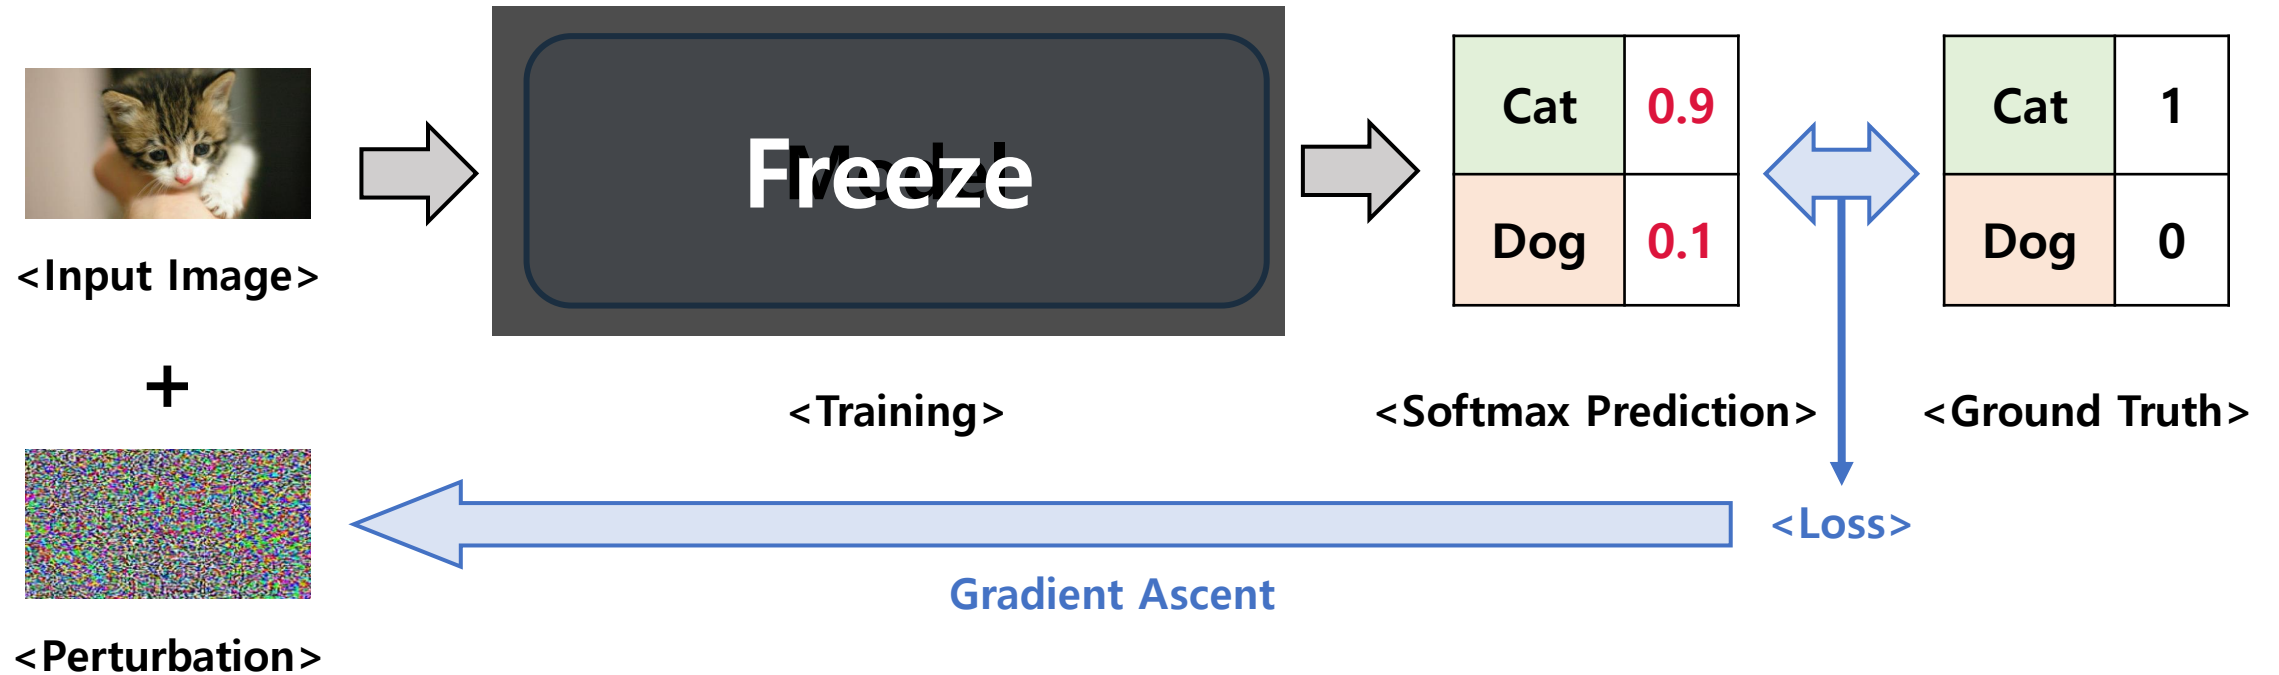 Freeze
Model
Cat 0.9
Dog 0.1
Cat 1
Dog 0
<Input Image>
+
<Training>
<Softmax Prediction>
<Ground Truth>
<Loss>
Gradient Ascent
<Perturbation>